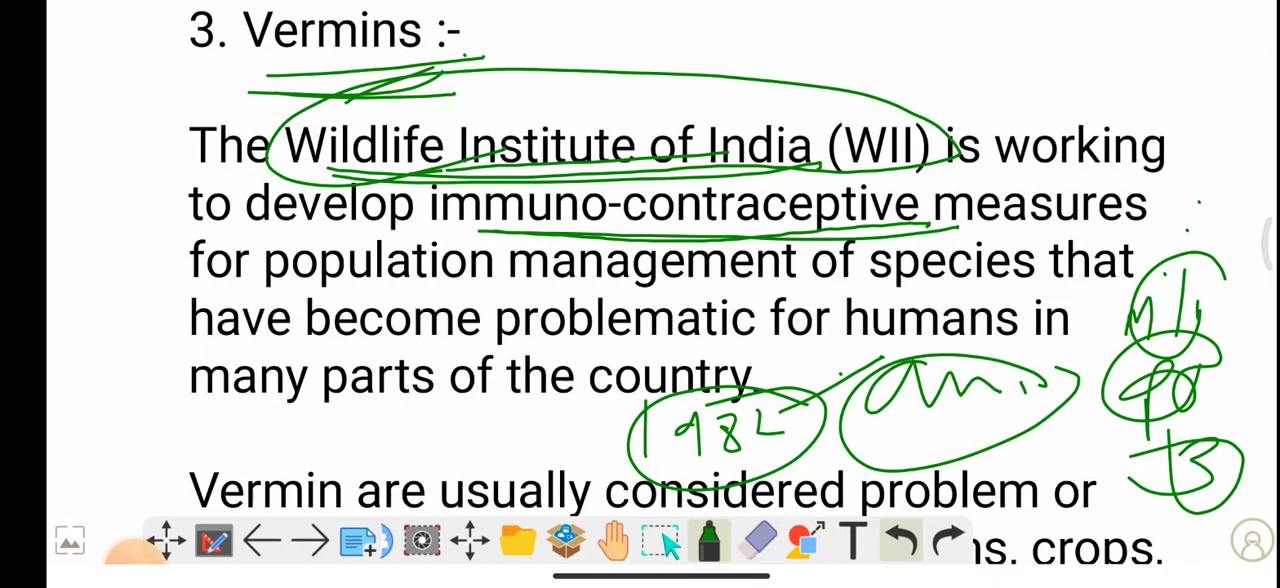 3. Vermins :-
The Wildlife Institute of India (WII) is working
to develop immuno-contraceptive measures
for population management of species that
have become problematic for humans in
many parts of the country.
1982
Vermin are usually considered problem or
ns, crops,
T